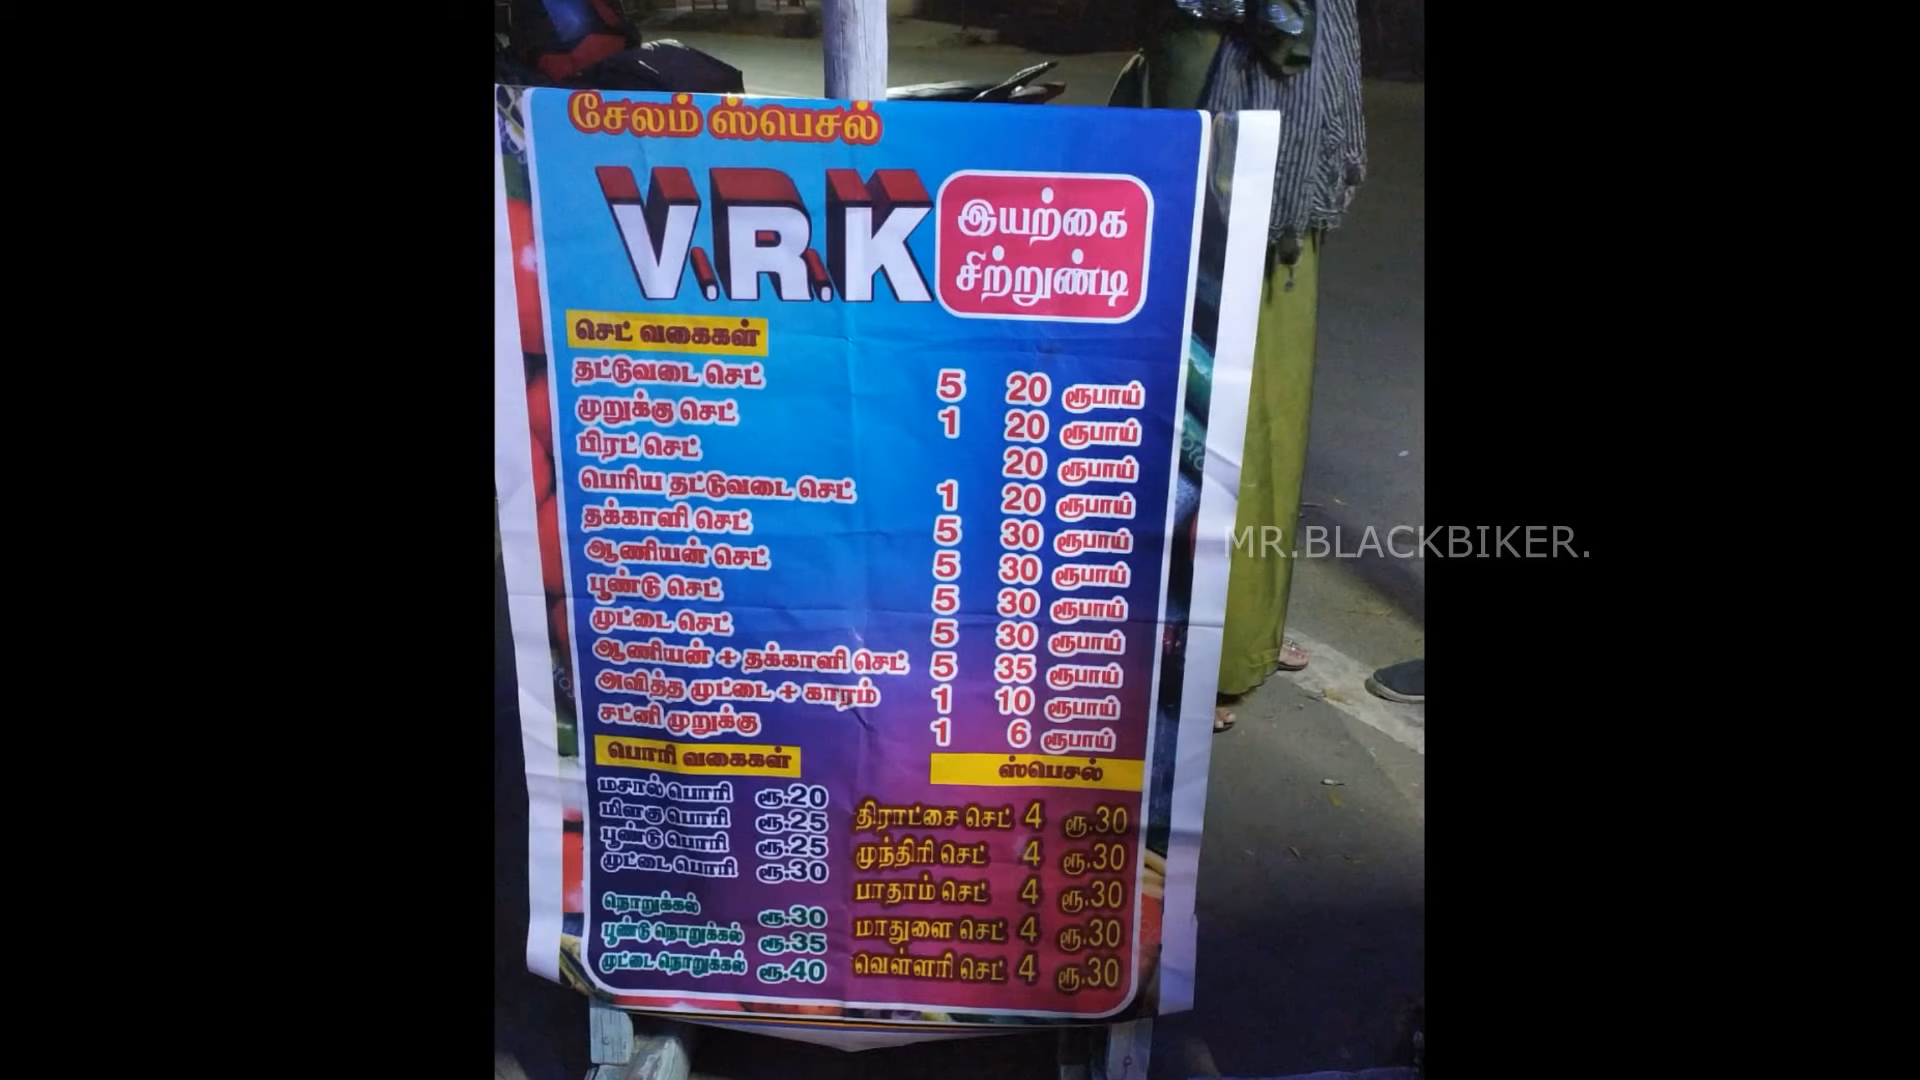 சேலம் ஸ்பெசல்
V.R.K
இயற்கை
சிற்றுண்டி
செட் வகைகள்
தட்டுவடை செட் 5 20 ரூபாய்
முறுக்கு செட் 1 20 ரூபாய்
பிரட் செட் 20 ரூபாய்
பெரிய தட்டுவடை செட் 1 20 ரூபாய்
தக்காளி செட் 5 30 ரூபாய்
ஆணியன் செட் 5 30 ரூபாய்
பூண்டு செட் 5 30 ரூபாய்
முட்டை செட் 5 30 ரூபாய்
ஆணியன் + தக்காளி செட் 5 35 ரூபாய்
அவித்த முட்டை + காரம் 1 10 ரூபாய்
சட்னி முறுக்கு 1 6 ரூபாய்
பொரி வகைகள்
மசால் பொரி ரூ.20
மிளகு பொரி ரூ.25
பூண்டு பொரி ரூ.25
முட்டை பொரி ரூ.30
நொறுக்கல் ரூ.30
பூண்டு நொறுக்கல் ரூ.35
முட்டை நொறுக்கல் ரூ.40
ஸ்பெசல்
திராட்சை செட் 4 ரூ.30
முந்திரி செட் 4 ரூ.30
பாதாம் செட் 4 ரூ.30
மாதுளை செட் 4 ரூ.30
வெள்ளரி செட் 4 ரூ.30
MR.BLACKBIKER.